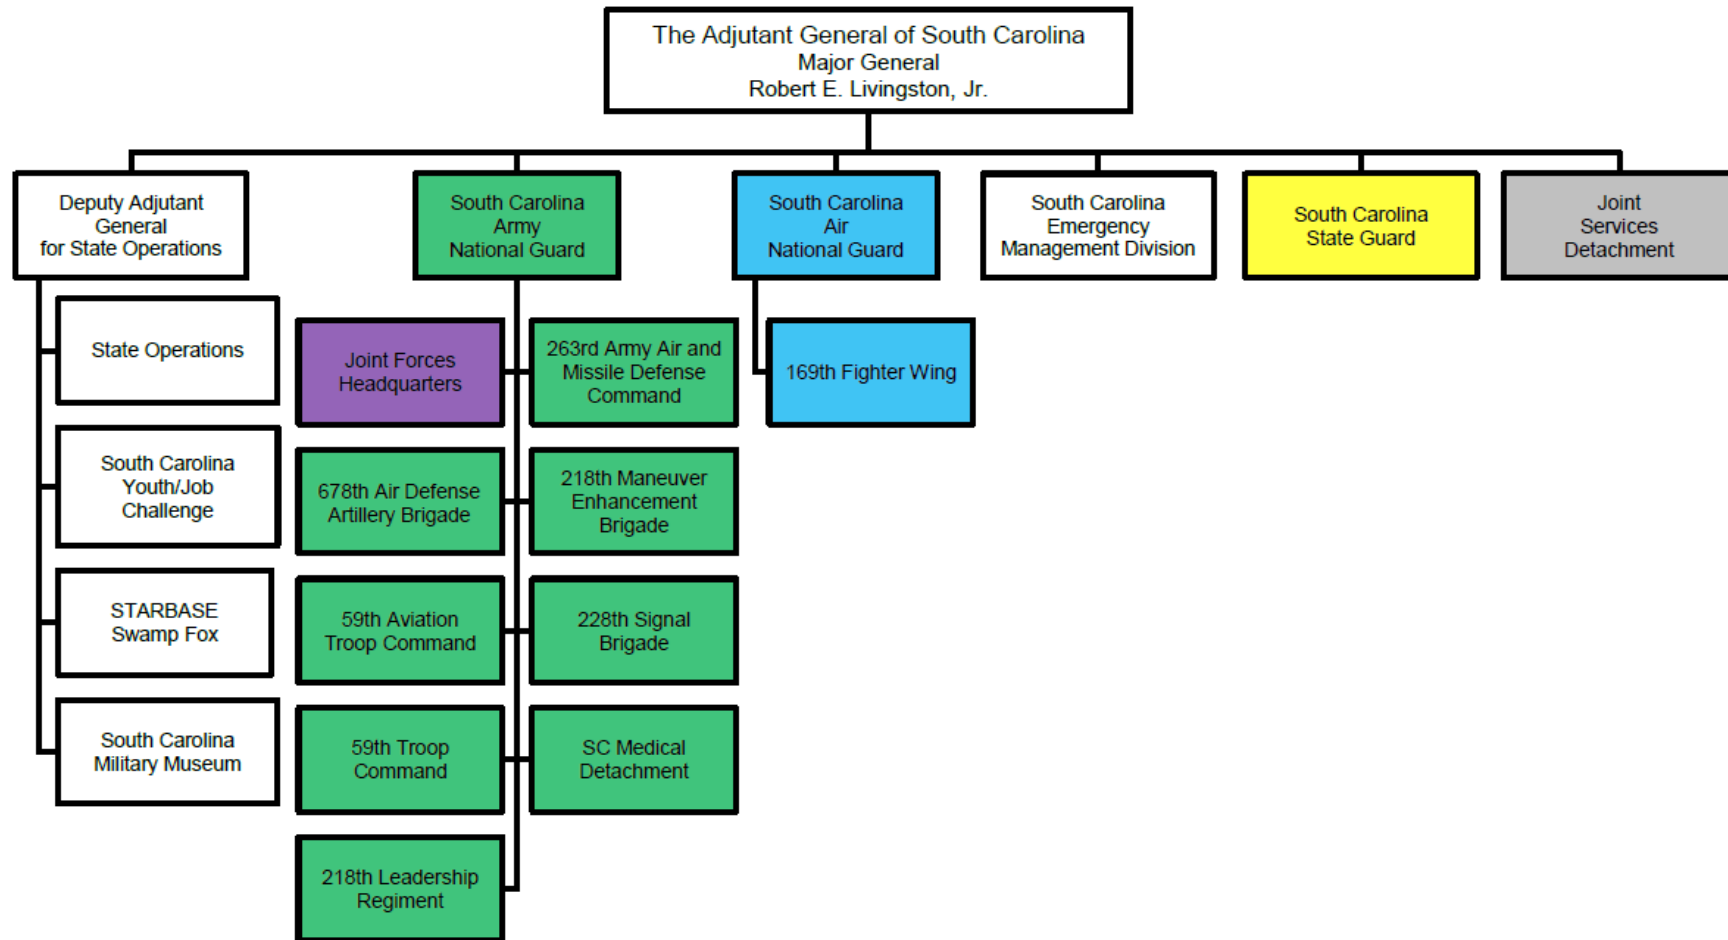 The Adjutant General of South Carolina
Major General
Robert E. Livingston, Jr.
Deputy Adjutant
General
for State Operations
South Carolina
Army
National Guard
South Carolina
Air
National Guard
South Carolina
Emergency
Management Division
South Carolina
State Guard
Joint
Services
Detachment
State Operations
South Carolina
Youth/Job
Challenge
STARBASE
Swamp Fox
South Carolina
Military Museum
Joint Forces
Headquarters
263rd Army Air and
Missile Defense
Command
678th Air Defense
Artillery Brigade
218th Maneuver
Enhancement
Brigade
59th Aviation
Troop Command
228th Signal
Brigade
59th Troop
Command
SC Medical
Detachment
218th Leadership
Regiment
169th Fighter Wing